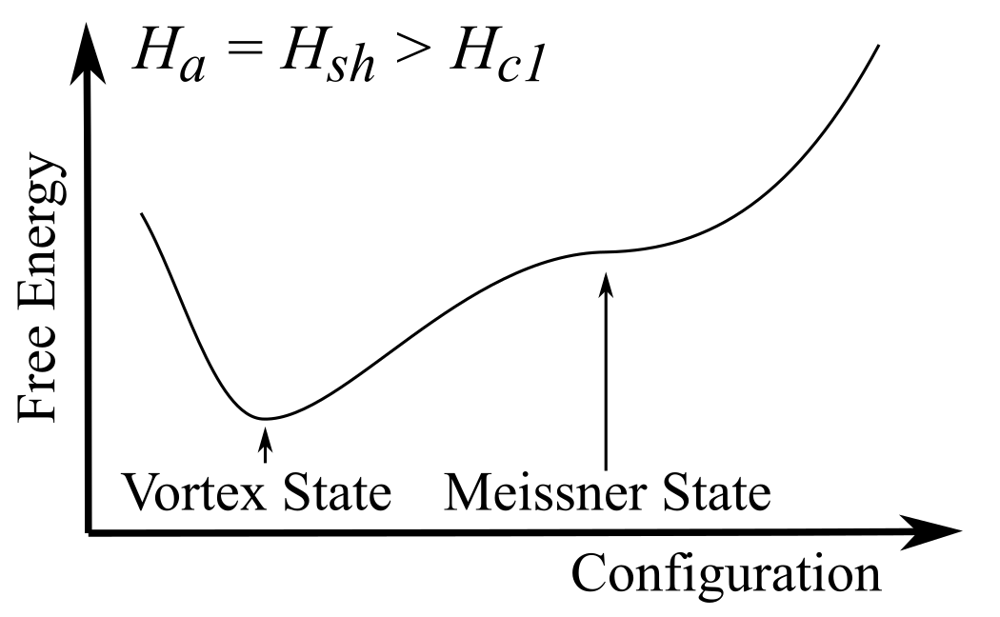 H_a = H_sh > H_c1
Free Energy
Vortex State
Meissner State
Configuration